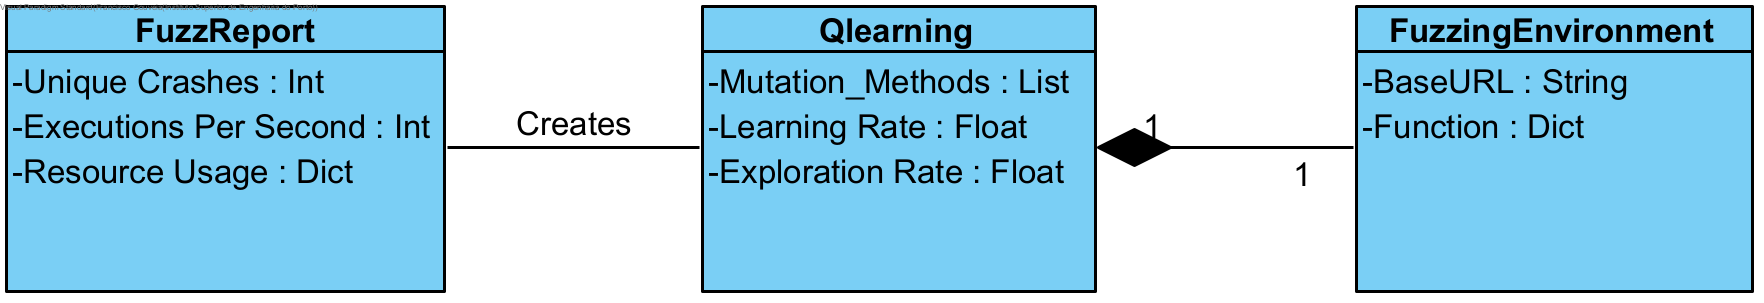 FuzzReport
-Unique Crashes : Int
-Executions Per Second : Int
-Resource Usage : Dict
Creates
Qlearning
-Mutation_Methods : List
-Learning Rate : Float
-Exploration Rate : Float
1
1
FuzzingEnvironment
-BaseURL : String
-Function : Dict